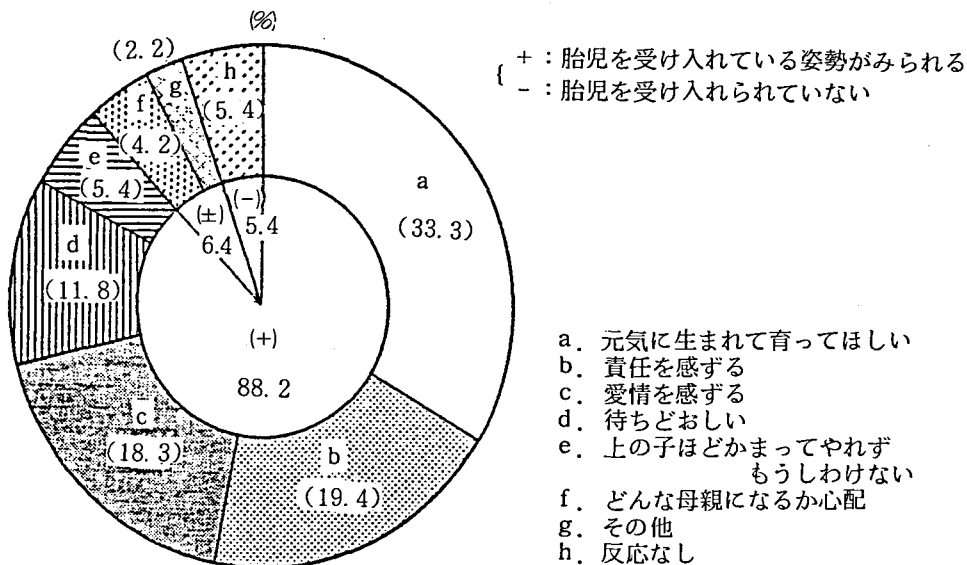 (%)
(2. 2)
h
(5. 4)
g
f
(4. 2)
e
(5. 4)
d
(11. 8)
c
(18. 3)
b
(19. 4)
a
(33. 3)
(±)
6.4
(-)
5.4
(+)
88.2
{ + : 胎児を受け入れている姿勢がみられる
- : 胎児を受け入れられていない
a. 元気に生まれて育ってほしい
b. 責任を感ずる
c. 愛情を感ずる
d. 待ちどおしい
e. 上の子ほどかまってやれず
もうしわけない
f. どんな母親になるか心配
g. その他
h. 反応なし